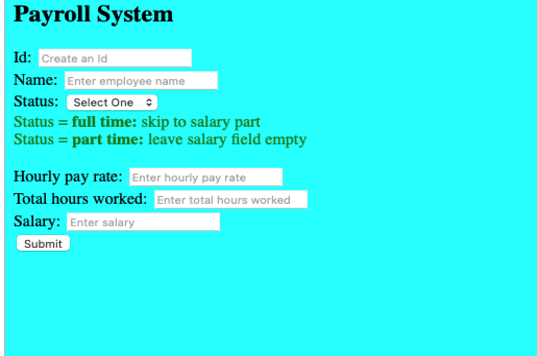 Payroll System
Id: Create an Id
Name: Enter employee name
Status: Select One
Status = full time: skip to salary part
Status = part time: leave salary field empty
Hourly pay rate: Enter hourly pay rate
Total hours worked: Enter total hours worked
Salary: Enter salary
Submit